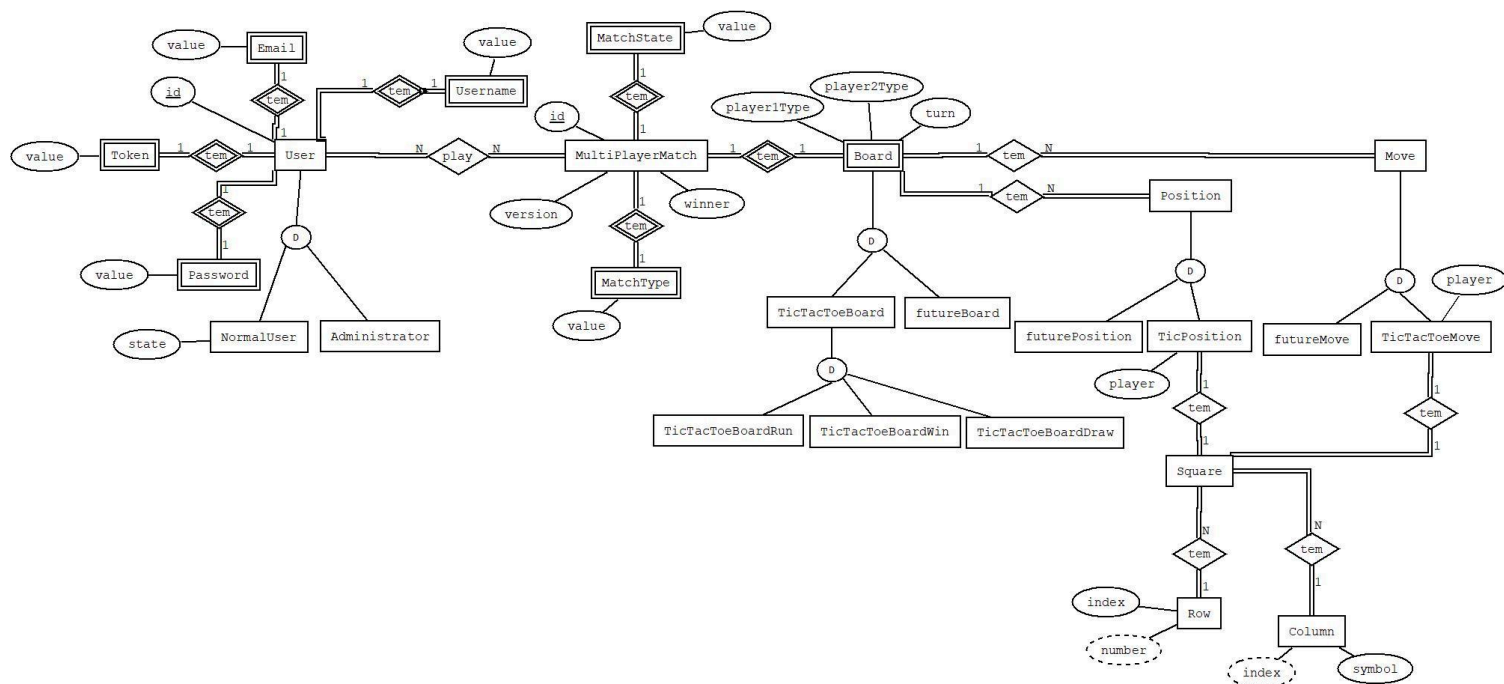 value
Email
1
tem
1
id
value
Token
1
tem
1
User
1
tem
1
Username
value
1
tem
1
Password
value
D
NormalUser
state
Administrator
N
play
N
MatchState
value
1
tem
1
id
MultiPlayerMatch
version
winner
1
tem
1
MatchType
value
1
tem
1
Board
player1Type
player2Type
turn
1
tem
N
Move
1
tem
N
Position
D
TicTacToeBoard
futureBoard
D
TicTacToeBoardRun
TicTacToeBoardWin
TicTacToeBoardDraw
D
futurePosition
TicPosition
player
D
futureMove
TicTacToeMove
player
1
tem
1
1
tem
1
Square
N
tem
1
Row
index
number
N
tem
1
Column
index
symbol